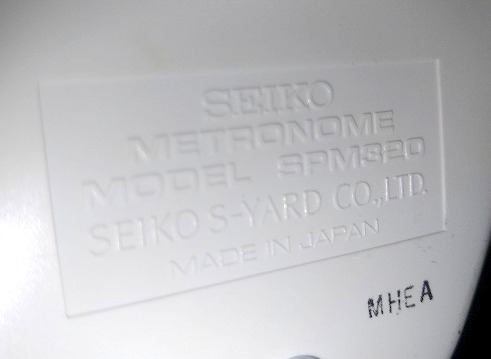 SEIKO
METRONOME
MODEL SPM320
SEIKO S-YARD CO.,LTD.
MADE IN JAPAN
MHEA